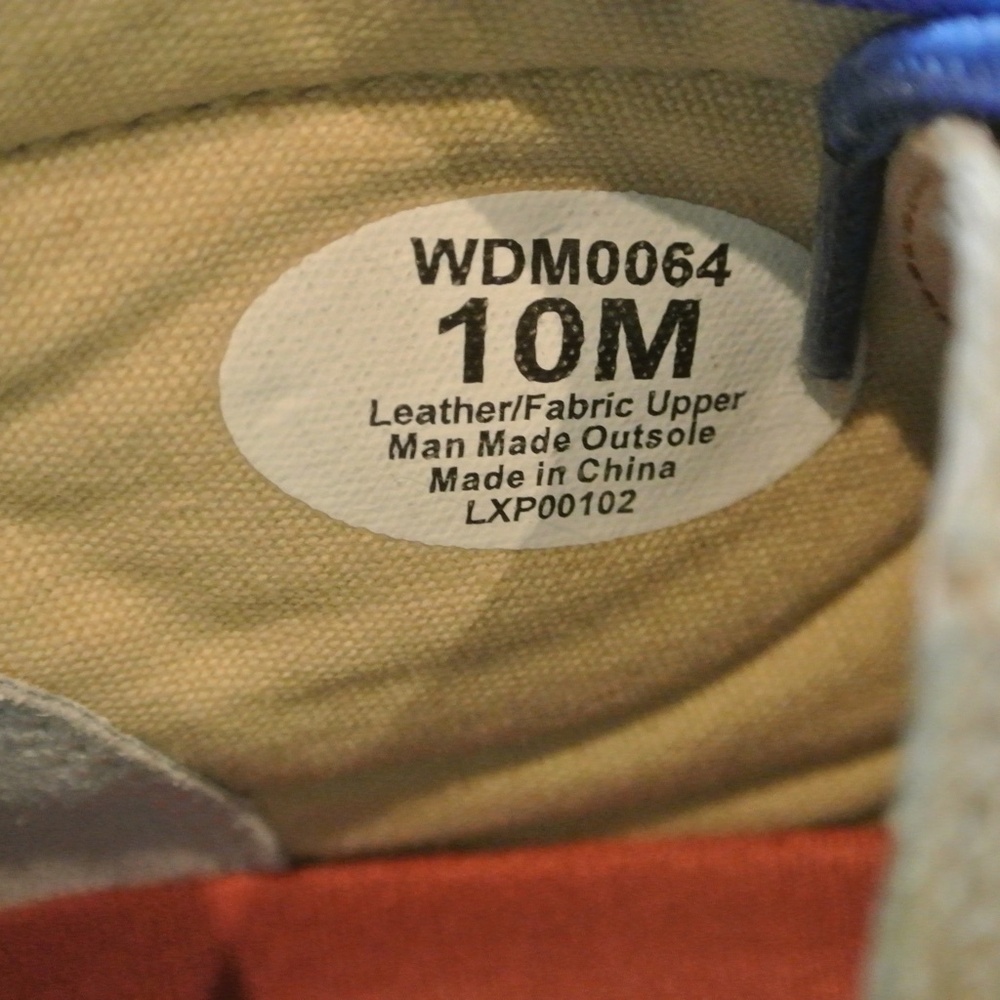 WDM0064
10M
Leather/Fabric Upper
Man Made Outsole
Made in China
LXP00102